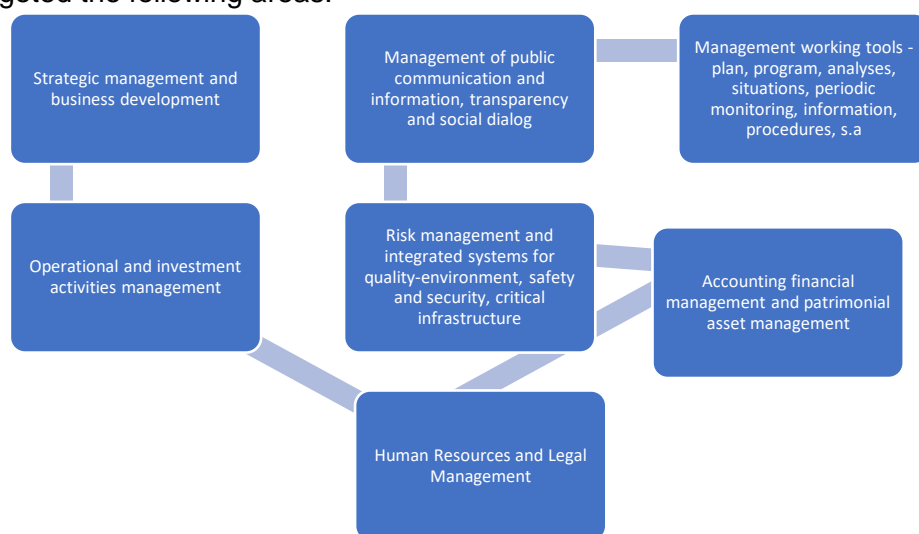 geted the following areas:
Strategic management and
business development
Management of public
communication and
information, transparency
and social dialog
Management working tools -
plan, program, analyses,
situations, periodic
monitoring, information,
procedures, s.a
Operational and investment
activities management
Risk management and
integrated systems for
quality-environment, safety
and security, critical
infrastructure
Accounting financial
management and patrimonial
asset management
Human Resources and Legal
Management